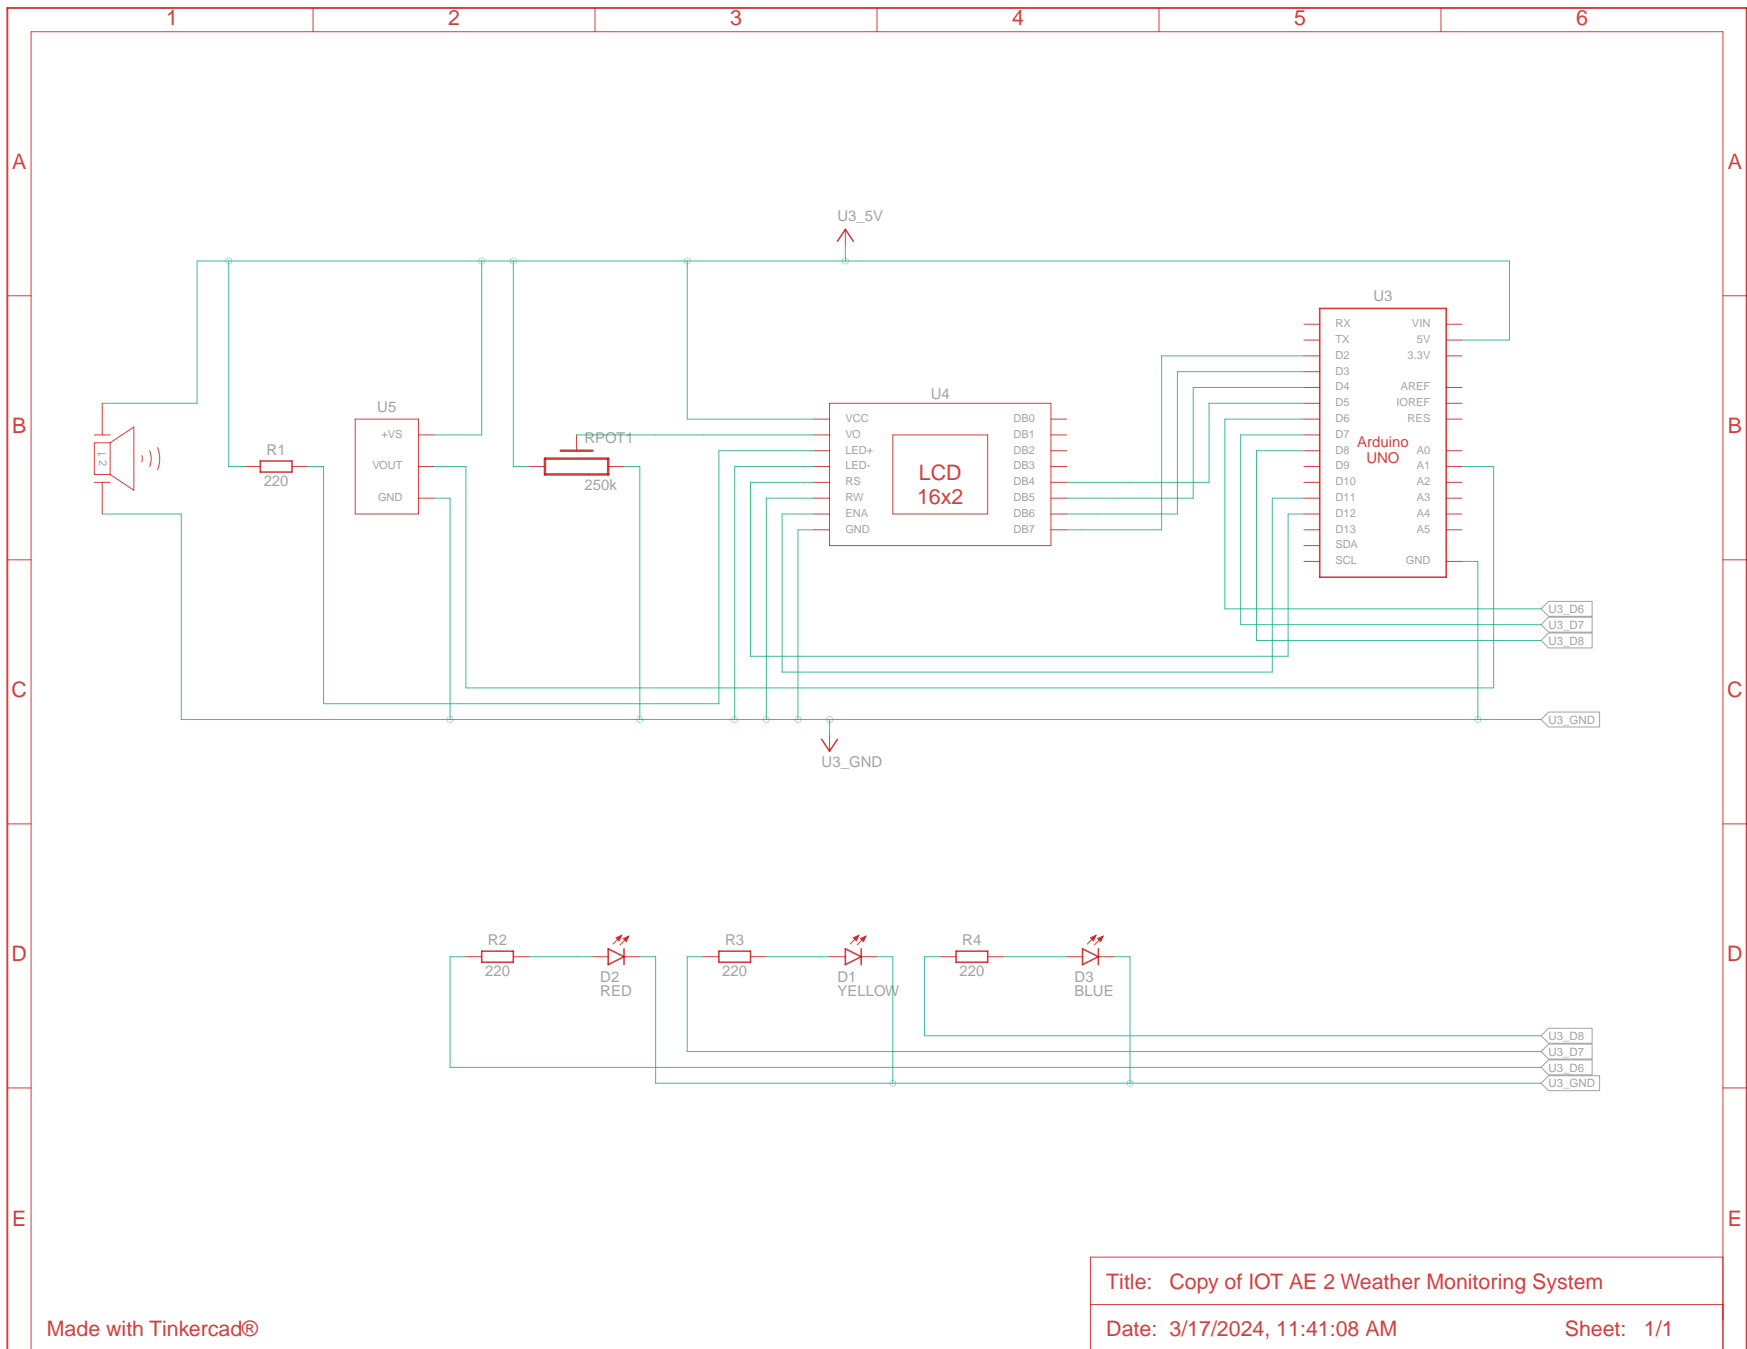 1 2 3 4 5 6
A A
U3_5V
U3
RX VIN
TX 5V
D2 3.3V
D3
D4 AREF
D5 IOREF
D6 RES
D7
D8 A0
D9 A1
D10 A2
D11 A3
D12 A4
D13 A5
SDA
SCL GND
Arduino
UNO
B B
1 2
R1
220
U5
+VS
VOUT
GND
RPOT1
250k
U4
VCC DB0
VO DB1
LED+ DB2
LED- DB3
RS DB4
RW DB5
ENA DB6
GND DB7
LCD
16x2
U3_D6
U3_D7
U3_D8
C C
U3_GND
U3_GND
D D
R2
220
D2
RED
R3
220
D1
YELLOW
R4
220
D3
BLUE
U3_D8
U3_D7
U3_D6
U3_GND
E E
Title: Copy of IOT AE 2 Weather Monitoring System
Made with Tinkercad®
Date: 3/17/2024, 11:41:08 AM Sheet: 1/1